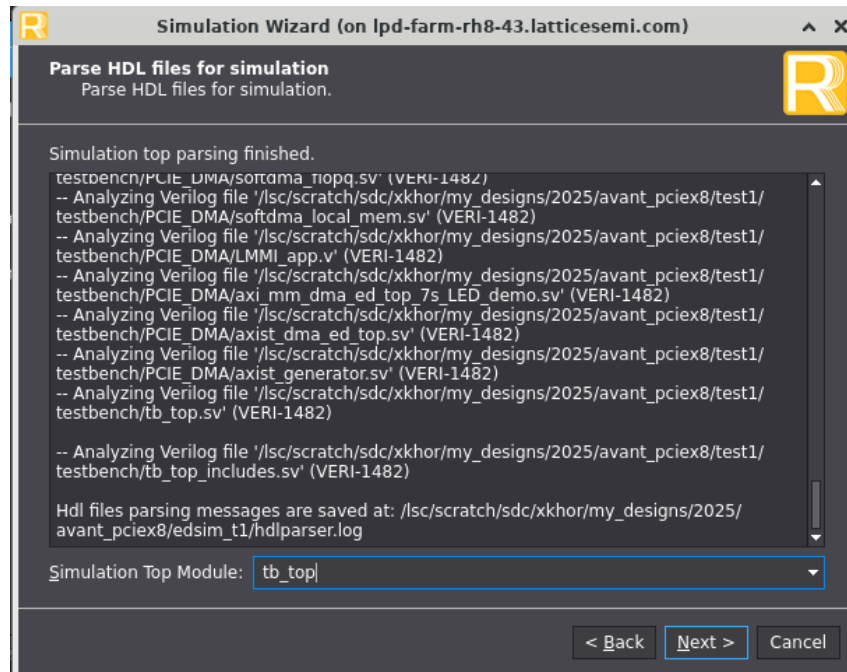 Simulation Wizard (on lpd-farm-rh8-43.latticesemi.com)
Parse HDL files for simulation
Parse HDL files for simulation.
Simulation top parsing finished.
testbench/PCIE_DMA/softdma_flopq.sv' (VERI-1482)
-- Analyzing Verilog file '/lsc/scratch/sdc/xkhor/my_designs/2025/avant_pciex8/test1/
testbench/PCIE_DMA/softdma_local_mem.sv' (VERI-1482)
-- Analyzing Verilog file '/lsc/scratch/sdc/xkhor/my_designs/2025/avant_pciex8/test1/
testbench/PCIE_DMA/LMMI_app.v' (VERI-1482)
-- Analyzing Verilog file '/lsc/scratch/sdc/xkhor/my_designs/2025/avant_pciex8/test1/
testbench/PCIE_DMA/axi_mm_dma_ed_top_7s_LED_demo.sv' (VERI-1482)
-- Analyzing Verilog file '/lsc/scratch/sdc/xkhor/my_designs/2025/avant_pciex8/test1/
testbench/PCIE_DMA/axist_dma_ed_top.sv' (VERI-1482)
-- Analyzing Verilog file '/lsc/scratch/sdc/xkhor/my_designs/2025/avant_pciex8/test1/
testbench/PCIE_DMA/axist_generator.sv' (VERI-1482)
-- Analyzing Verilog file '/lsc/scratch/sdc/xkhor/my_designs/2025/avant_pciex8/test1/
testbench/tb_top.sv' (VERI-1482)
-- Analyzing Verilog file '/lsc/scratch/sdc/xkhor/my_designs/2025/avant_pciex8/test1/
testbench/tb_top_includes.sv' (VERI-1482)
Hdl files parsing messages are saved at: /lsc/scratch/sdc/xkhor/my_designs/2025/
avant_pciex8/edsim_t1/hdlparser.log
Simulation Top Module: tb_top
< Back Next > Cancel